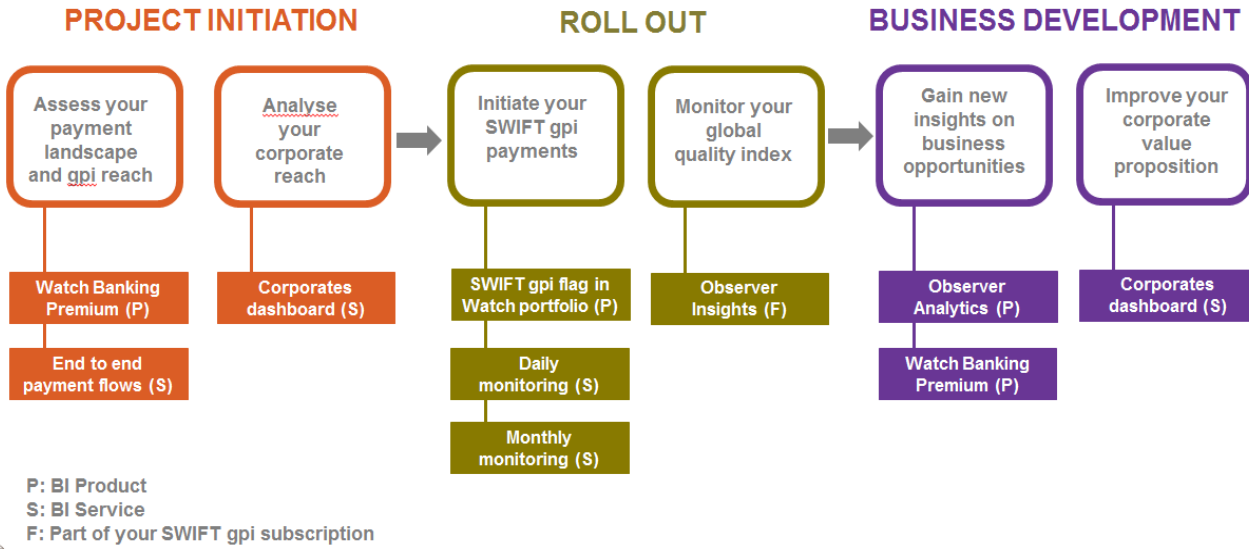 PROJECT INITIATION
ROLL OUT
BUSINESS DEVELOPMENT
Assess your
payment
landscape
and gpi reach
Analyse
your
corporate
reach
Initiate your
SWIFT gpi
payments
Monitor your
global
quality index
Gain new
insights on
business
opportunities
Improve your
corporate
value
proposition
Watch Banking
Premium (P)
End to end
payment flows (S)
Corporates
dashboard (S)
SWIFT gpi flag in
Watch portfolio (P)
Daily
monitoring (S)
Monthly
monitoring (S)
Observer
Insights (F)
Observer
Analytics (P)
Watch Banking
Premium (P)
Corporates
dashboard (S)
P: BI Product
S: BI Service
F: Part of your SWIFT gpi subscription